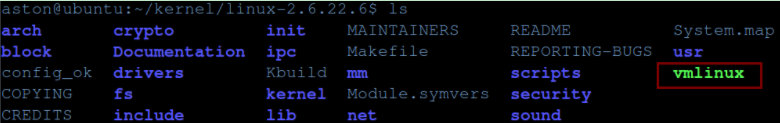 aston@ubuntu:~/kernel/linux-2.6.22.6$ ls
arch crypto init MAINTAINERS README System.map
block Documentation ipc Makefile REPORTING-BUGS usr
config_ok drivers Kbuild mm scripts vmlinux
COPYING fs kernel Module.symvers security
CREDITS include lib net sound